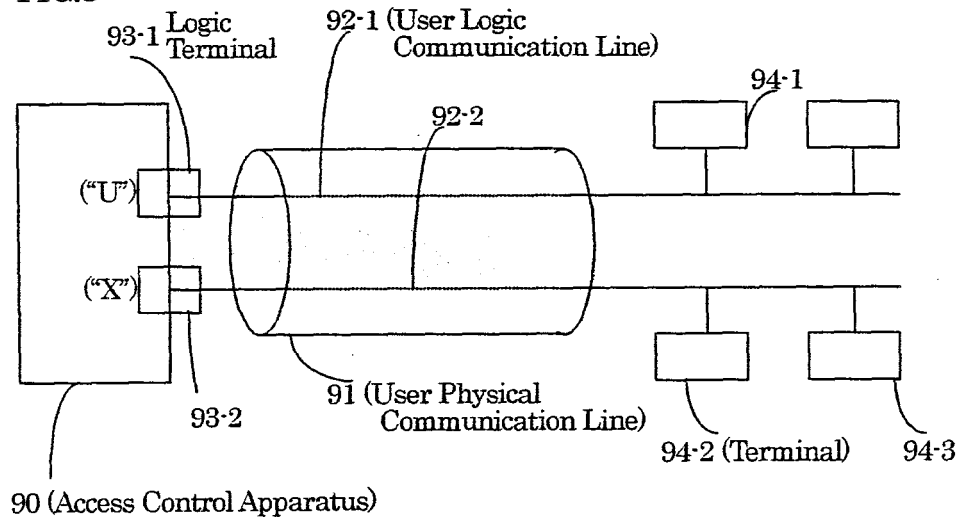 93-1 Logic
Terminal
92-1 (User Logic
Communication Line)
94-1
92-2
("U")
("X")
93-2
91 (User Physical
Communication Line)
94-2 (Terminal)
94-3
90 (Access Control Apparatus)